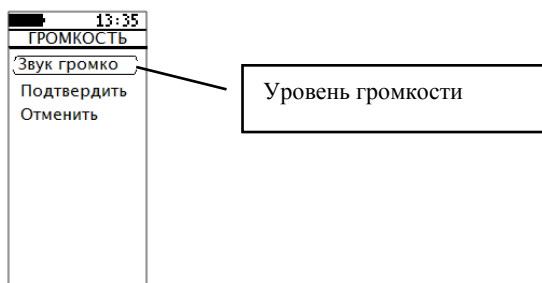 13:35
ГРОМКОСТЬ
Звук громко
Подтвердить
Отменить
Уровень громкости